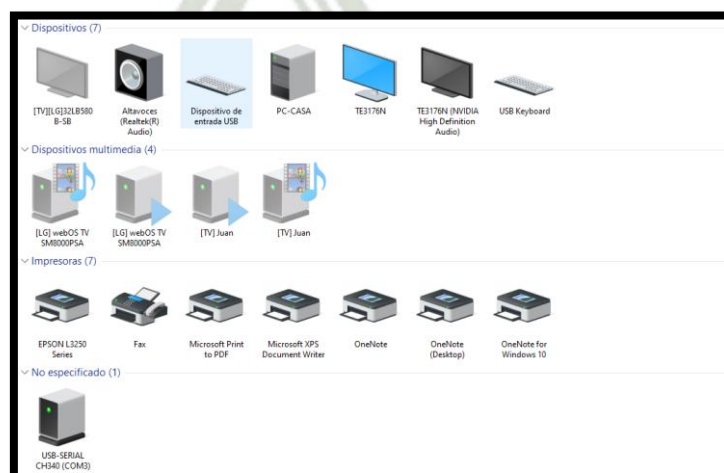 Dispositivos (7)
[TV][LG]32LB580
B-SB
Altavoces
(Realtek(R)
Audio)
Dispositivo de
entrada USB
PC-CASA
TE3176N
TE3176N (NVIDIA
High Definition
Audio)
USB Keyboard
Dispositivos multimedia (4)
[LG] webOS TV
SM8000PSA
[LG] webOS TV
SM8000PSA
[TV] Juan
[TV] Juan
Impresoras (7)
EPSON L3250
Series
Fax
Microsoft Print
to PDF
Microsoft XPS
Document Writer
OneNote
OneNote
(Desktop)
OneNote for
Windows 10
No especificado (1)
USB-SERIAL
CH340 (COM3)